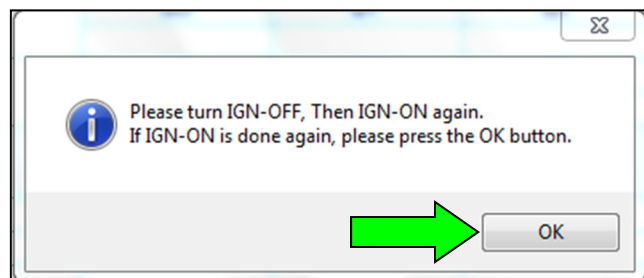 Please turn IGN-OFF, Then IGN-ON again.
If IGN-ON is done again, please press the OK button.
OK